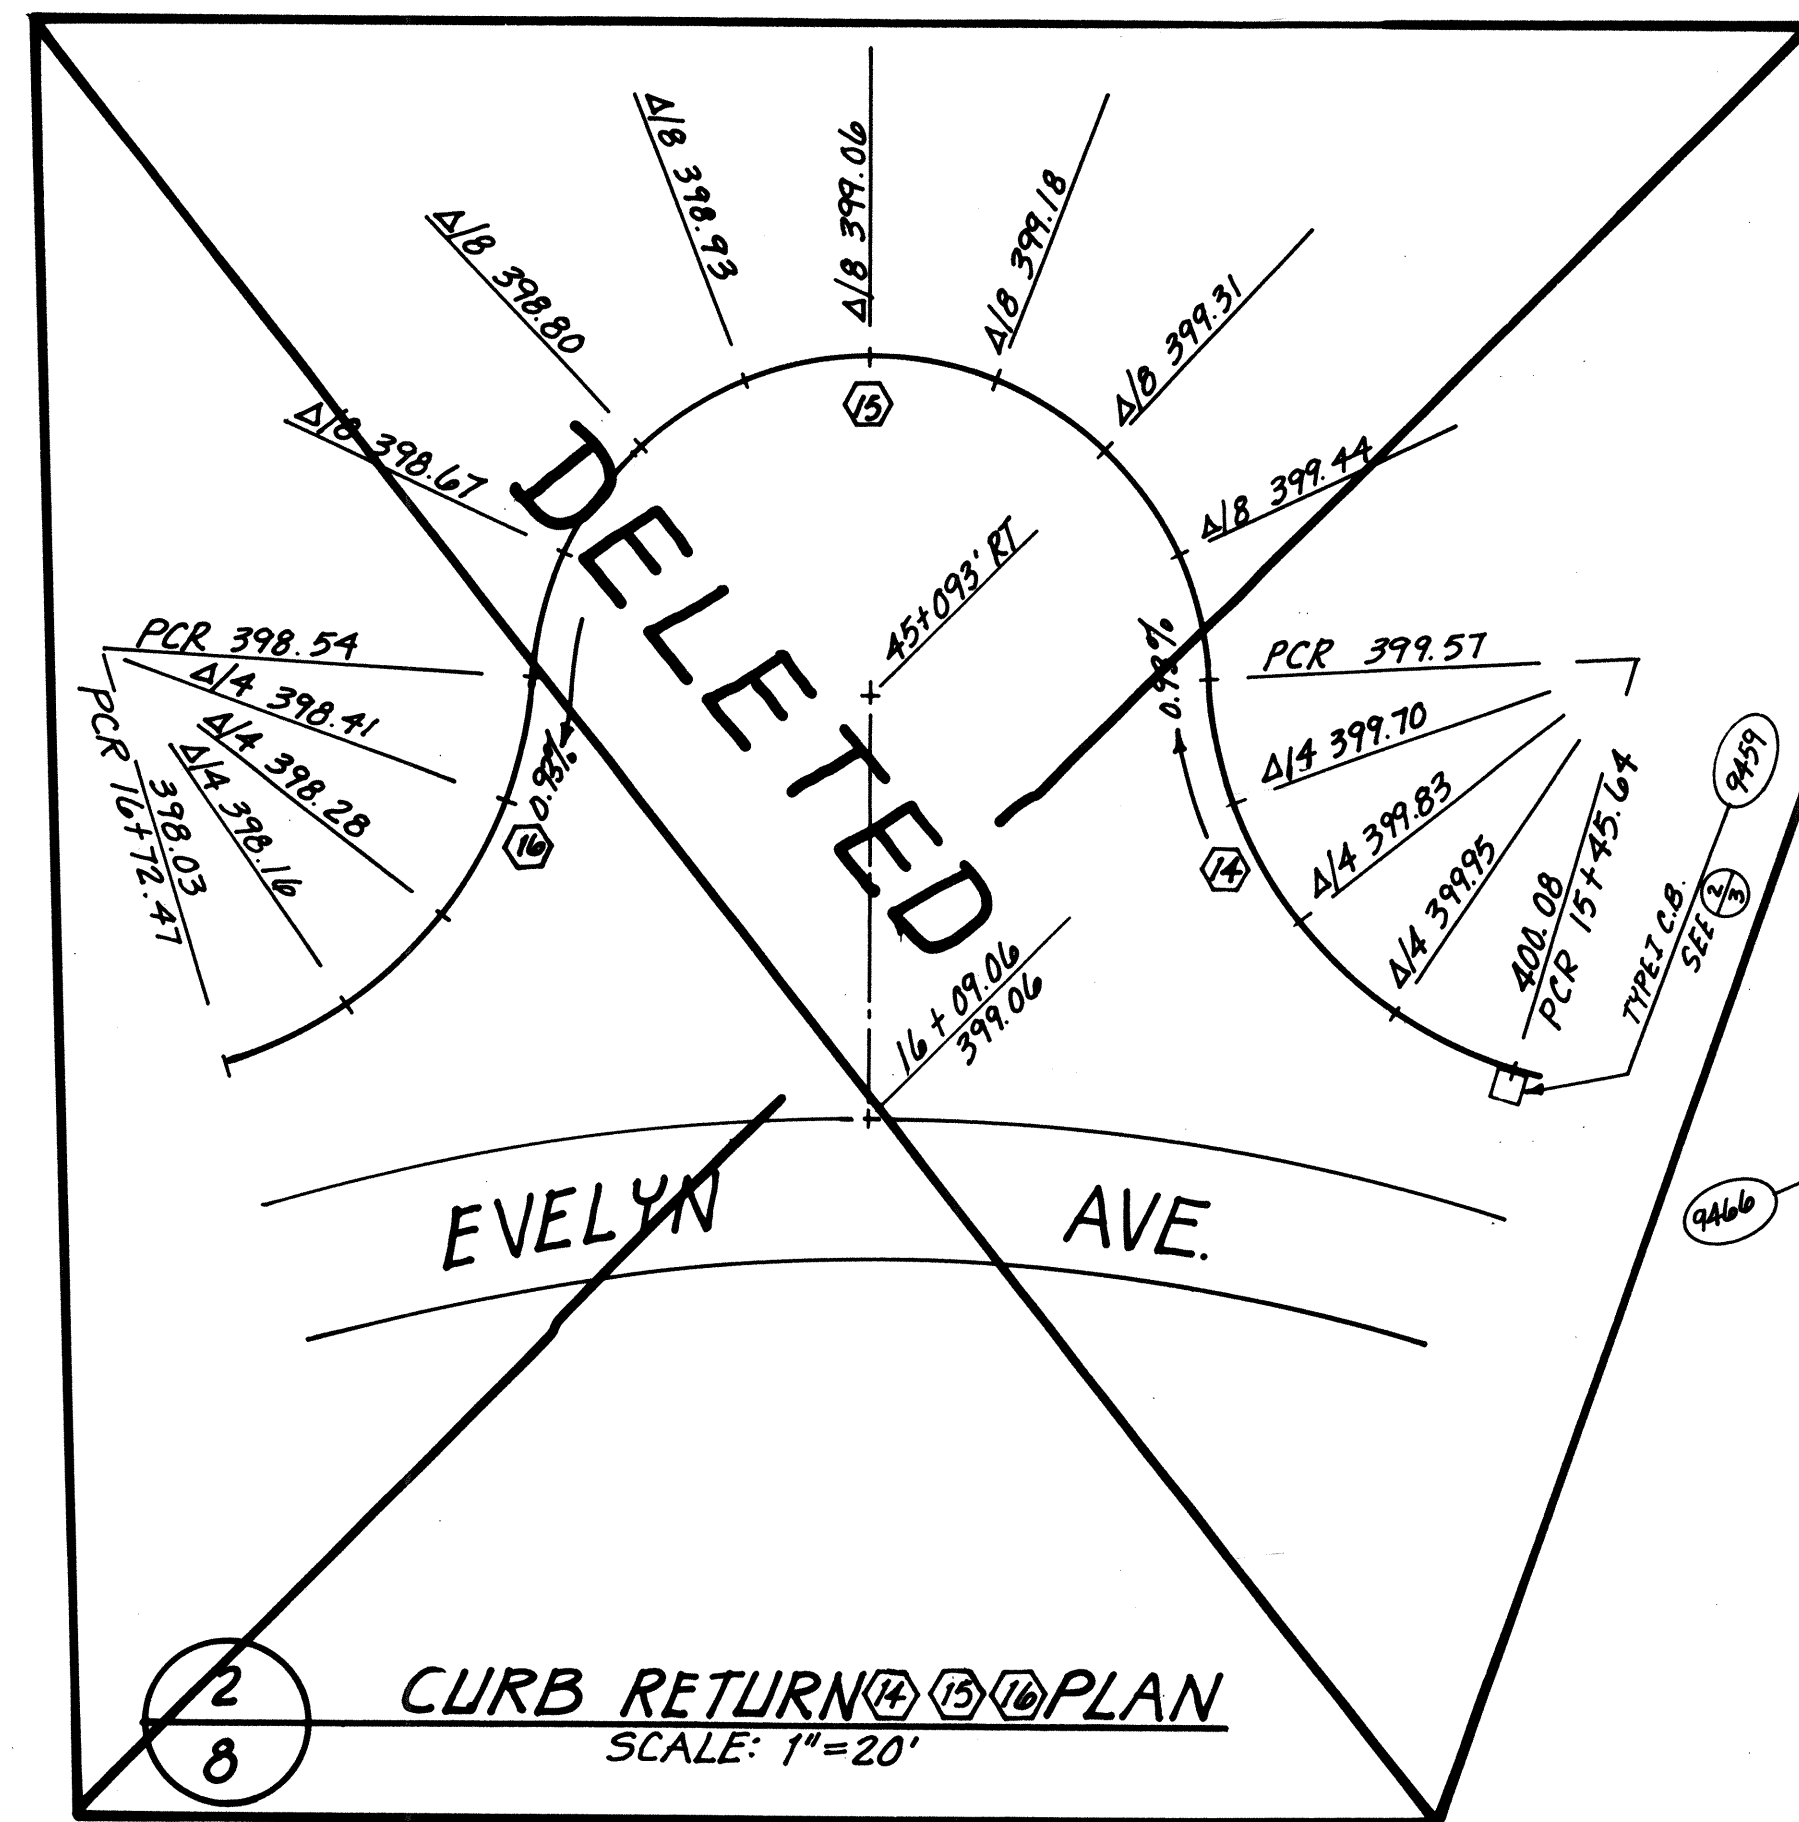 Δ/8 398.67
Δ/8 398.80
Δ/8 398.93
Δ/8 399.06
Δ/8 399.18
Δ/8 399.31
Δ/8 399.44
15
DELETED
45+093' RT
PCR 398.54
Δ/4 398.41
Δ/4 398.28
Δ/4 398.16
398.03
PCR 16+72.47
0.93%
16
PCR 399.57
Δ/4 399.70
Δ/4 399.83
Δ/4 399.95
400.08
PCR 15+45.64
14
TYPE I C.B.
SEE 2/3
9459
9466
16+09.06
399.06
EVELYN AVE.
2
8
CURB RETURN 14 15 16 PLAN
SCALE: 1"=20'